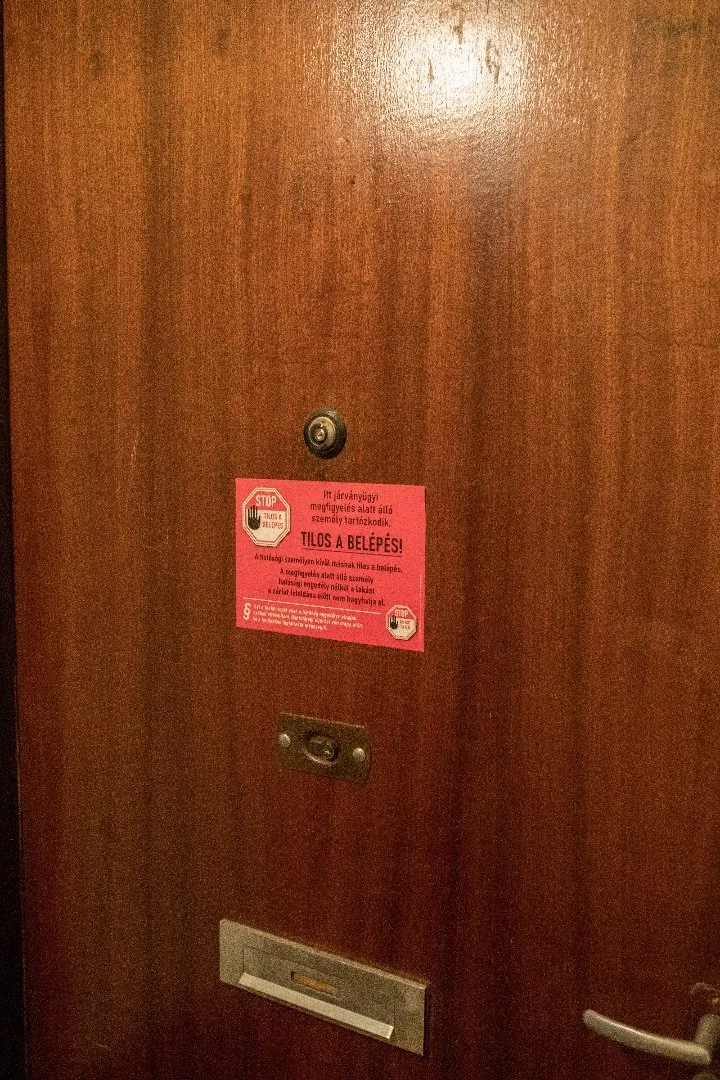 STOP
TILOS A
BELÉPÉS
Itt járványügyi
megfigyelés alatt álló
személy tartózkodik.
TILOS A BELÉPÉS!
A hatósági személyen kívül másnak tilos a belépés.
A megfigyelés alatt álló személy
hatósági engedély nélkül a lakást
a zárlat feloldása előtt nem hagyhatja el.
§
STOP